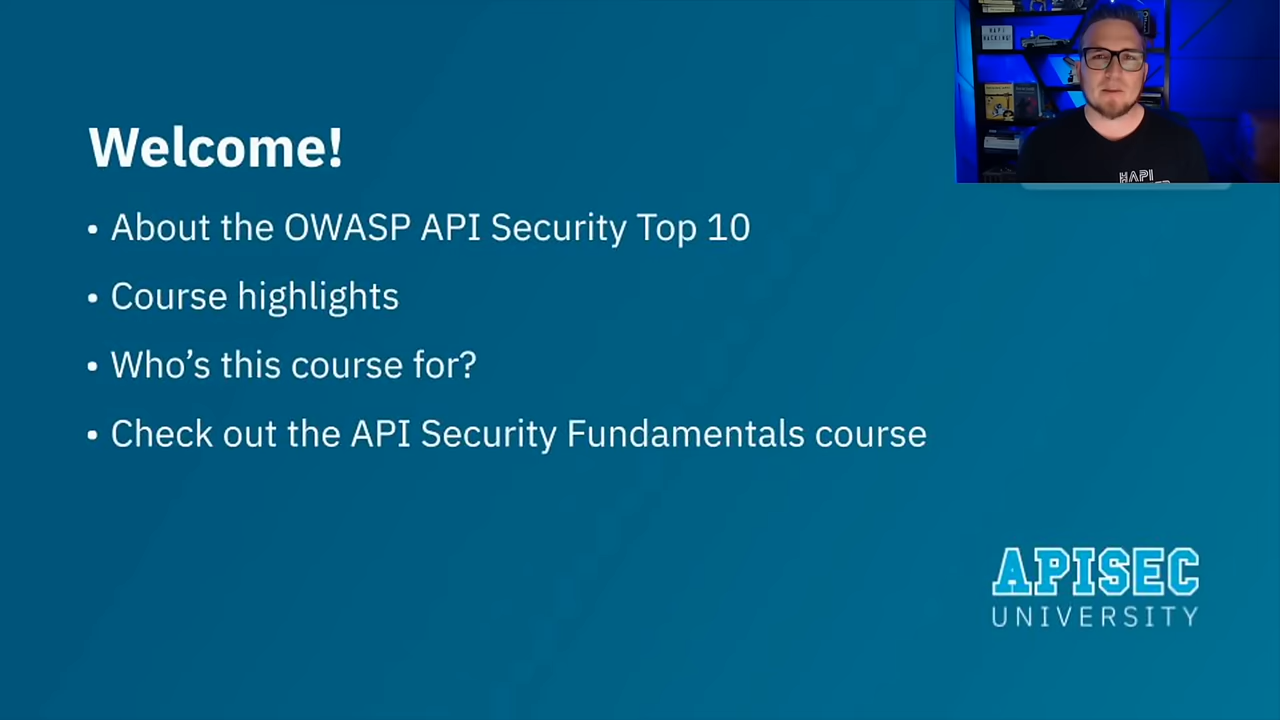 Welcome!
• About the OWASP API Security Top 10
• Course highlights
• Who’s this course for?
• Check out the API Security Fundamentals course
HAPI
APISEC
UNIVERSITY